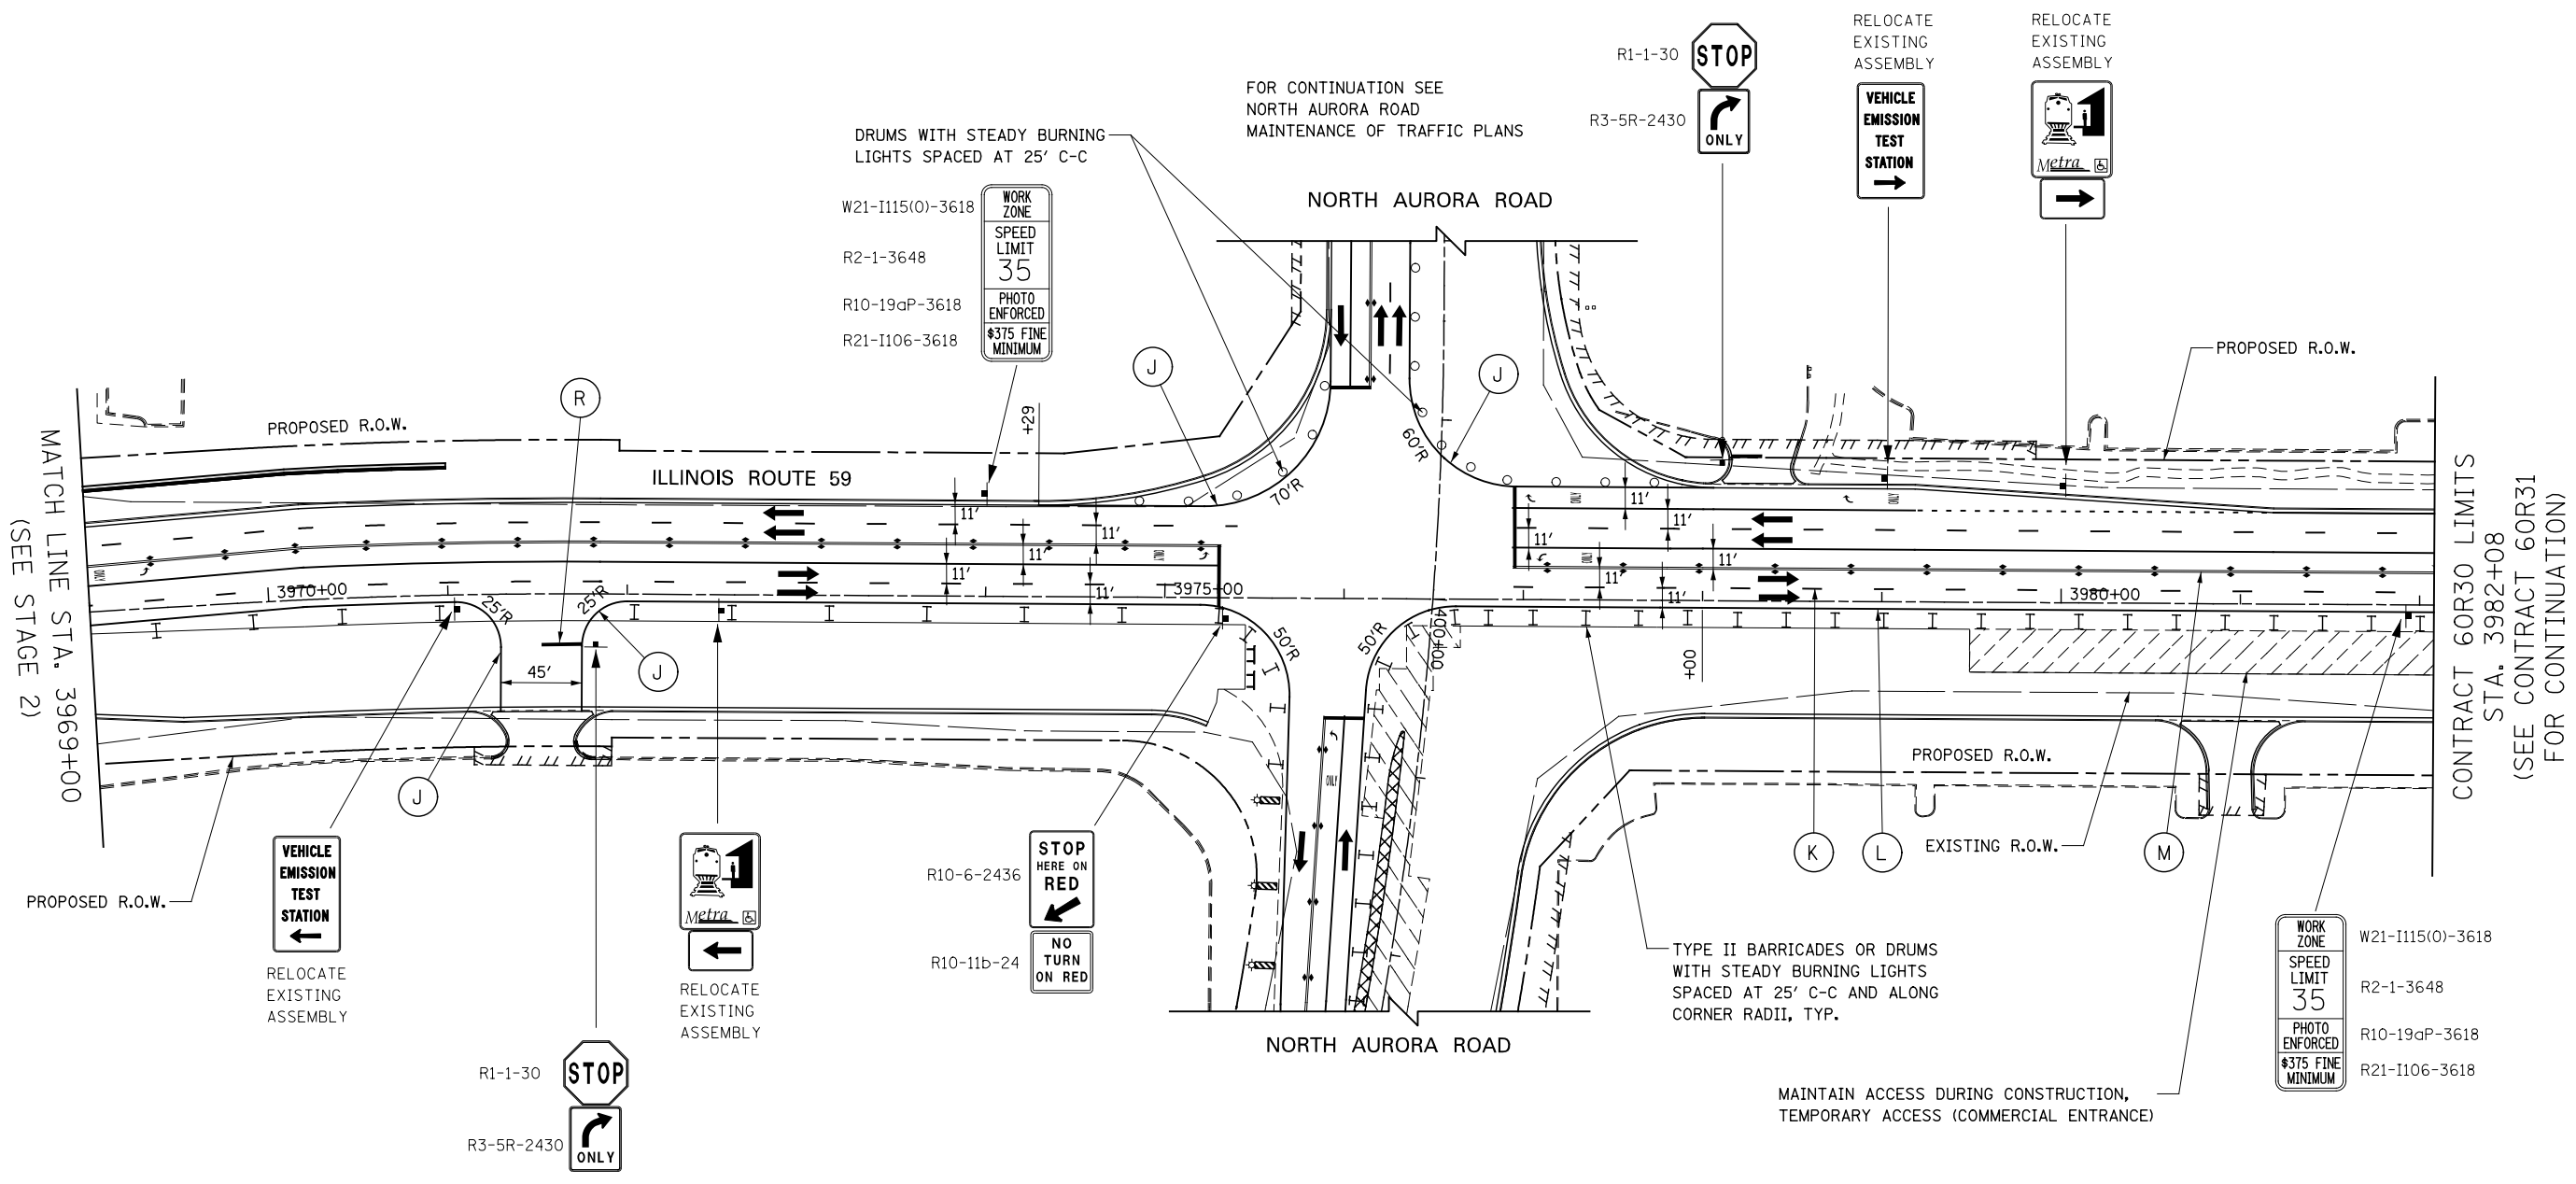 RELOCATE
EXISTING
ASSEMBLY
RELOCATE
EXISTING
ASSEMBLY
R1-1-30
STOP
R3-5R-2430
ONLY
VEHICLE
EMISSION
TEST
STATION
Metra
FOR CONTINUATION SEE
NORTH AURORA ROAD
MAINTENANCE OF TRAFFIC PLANS
DRUMS WITH STEADY BURNING
LIGHTS SPACED AT 25' C-C
W21-I115(O)-3618
WORK
ZONE
R2-1-3648
SPEED
LIMIT
35
R10-19aP-3618
PHOTO
ENFORCED
R21-I106-3618
$375 FINE
MINIMUM
NORTH AURORA ROAD
J
J
R
PROPOSED R.O.W.
PROPOSED R.O.W.
+29
60'R
70'R
ILLINOIS ROUTE 59
MATCH LINE STA. 3969+00
(SEE STAGE 2)
CONTRACT 60R30 LIMITS
STA. 3982+08
(SEE CONTRACT 60R31
FOR CONTINUATION)
11'
11'
11'
11'
11'
11'
11'
11'
11'
11'
11'
ONLY
ONLY
ONLY
ONLY
ONLY
3970+00
3975+00
3980+00
400+00
+00
25'R
25'R
50'R
50'R
45'
J
J
ONLY
PROPOSED R.O.W.
EXISTING R.O.W.
K
L
M
PROPOSED R.O.W.
VEHICLE
EMISSION
TEST
STATION
RELOCATE
EXISTING
ASSEMBLY
Metra
RELOCATE
EXISTING
ASSEMBLY
R10-6-2436
STOP
HERE ON
RED
R10-11b-24
NO
TURN
ON RED
TYPE II BARRICADES OR DRUMS
WITH STEADY BURNING LIGHTS
SPACED AT 25' C-C AND ALONG
CORNER RADII, TYP.
WORK
ZONE
W21-I115(O)-3618
SPEED
LIMIT
35
R2-1-3648
PHOTO
ENFORCED
R10-19aP-3618
$375 FINE
MINIMUM
R21-I106-3618
NORTH AURORA ROAD
R1-1-30
STOP
R3-5R-2430
ONLY
MAINTAIN ACCESS DURING CONSTRUCTION,
TEMPORARY ACCESS (COMMERCIAL ENTRANCE)